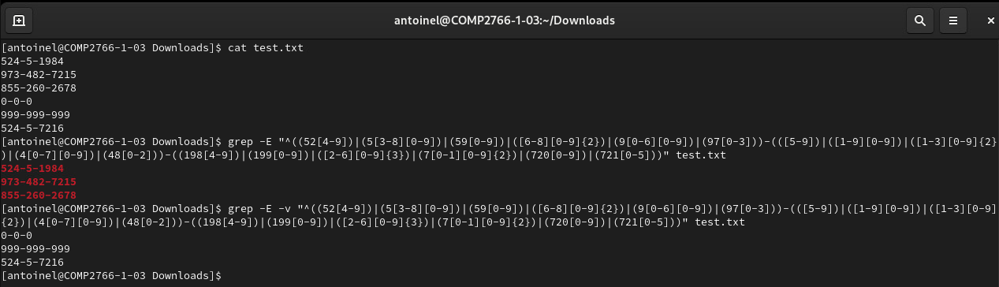 antoinel@COMP2766-1-03:~/Downloads
[antoinel@COMP2766-1-03 Downloads]$ cat test.txt
524-5-1984
973-482-7215
855-260-2678
0-0-0
999-999-999
524-5-7216
[antoinel@COMP2766-1-03 Downloads]$ grep -E "^((52[4-9])|(5[3-8][0-9])|(59[0-9])|([6-8][0-9]{2})|(9[0-6][0-9])|(97[0-3]))-(([5-9])|([1-9][0-9])|([1-3][0-9]{2}
)|(4[0-7][0-9])|(48[0-2]))-((198[4-9])|(199[0-9])|([2-6][0-9]{3})|(7[0-1][0-9]{2})|(720[0-9])|(721[0-5]))" test.txt
524-5-1984
973-482-7215
855-260-2678
[antoinel@COMP2766-1-03 Downloads]$ grep -E -v "^((52[4-9])|(5[3-8][0-9])|(59[0-9])|([6-8][0-9]{2})|(9[0-6][0-9])|(97[0-3]))-(([5-9])|([1-9][0-9])|([1-3][0-9]
{2})|(4[0-7][0-9])|(48[0-2]))-((198[4-9])|(199[0-9])|([2-6][0-9]{3})|(7[0-1][0-9]{2})|(720[0-9])|(721[0-5]))" test.txt
0-0-0
999-999-999
524-5-7216
[antoinel@COMP2766-1-03 Downloads]$